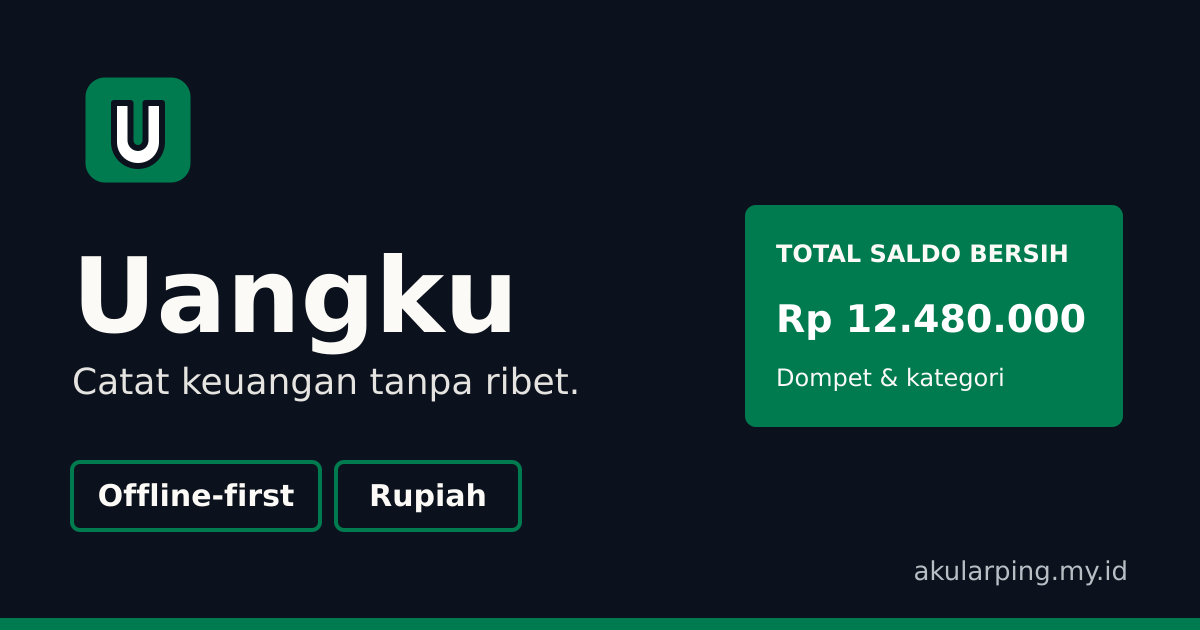 U
Uangku
Catat keuangan tanpa ribet.
Offline-first
Rupiah
TOTAL SALDO BERSIH
Rp 12.480.000
Dompet & kategori
akularping.my.id